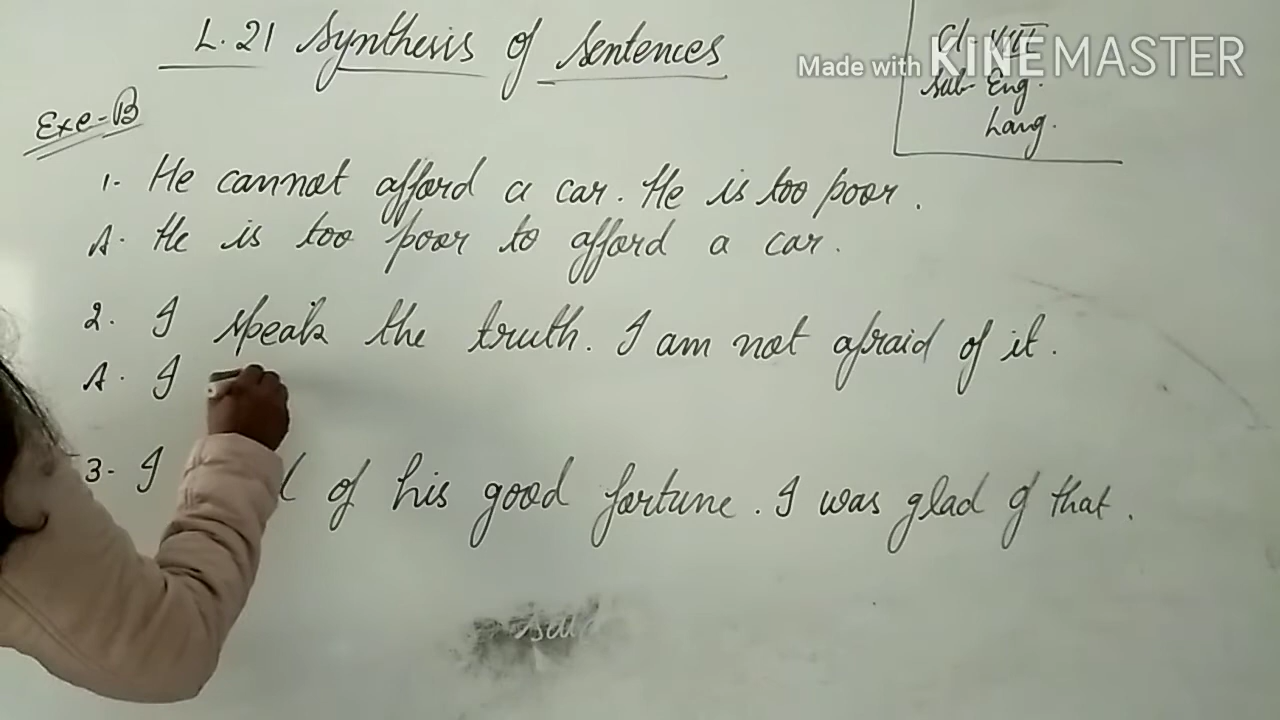 L.21 Synthesis of Sentences
Cl- VIII
Sub- Eng.
Lang.
Made with KINEMASTER
Exe-B
1- He cannot afford a car. He is too poor.
A. He is too poor to afford a car.
2. I speak the truth. I am not afraid of it.
A. I
3- I of his good fortune. I was glad of that.